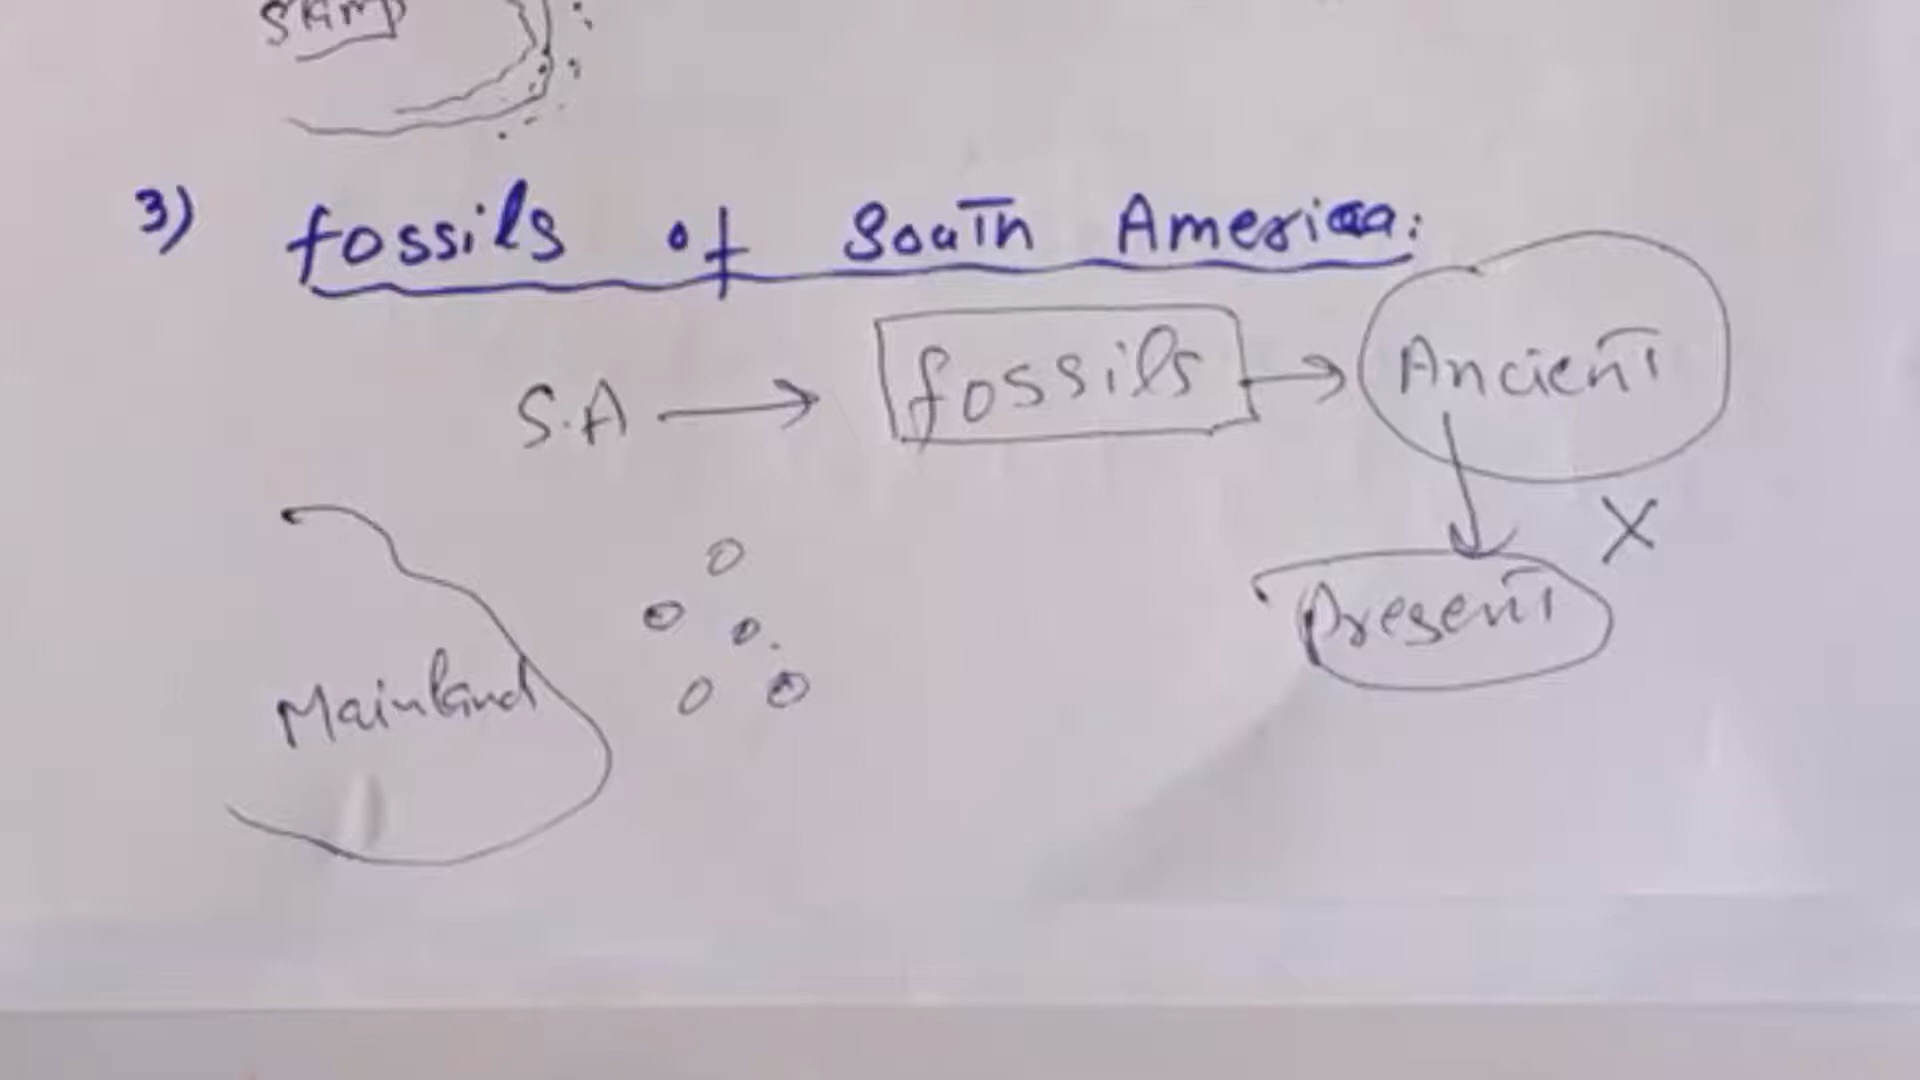 3) fossils of South America:
S.A → fossils → Ancient
X
Present
Mainland